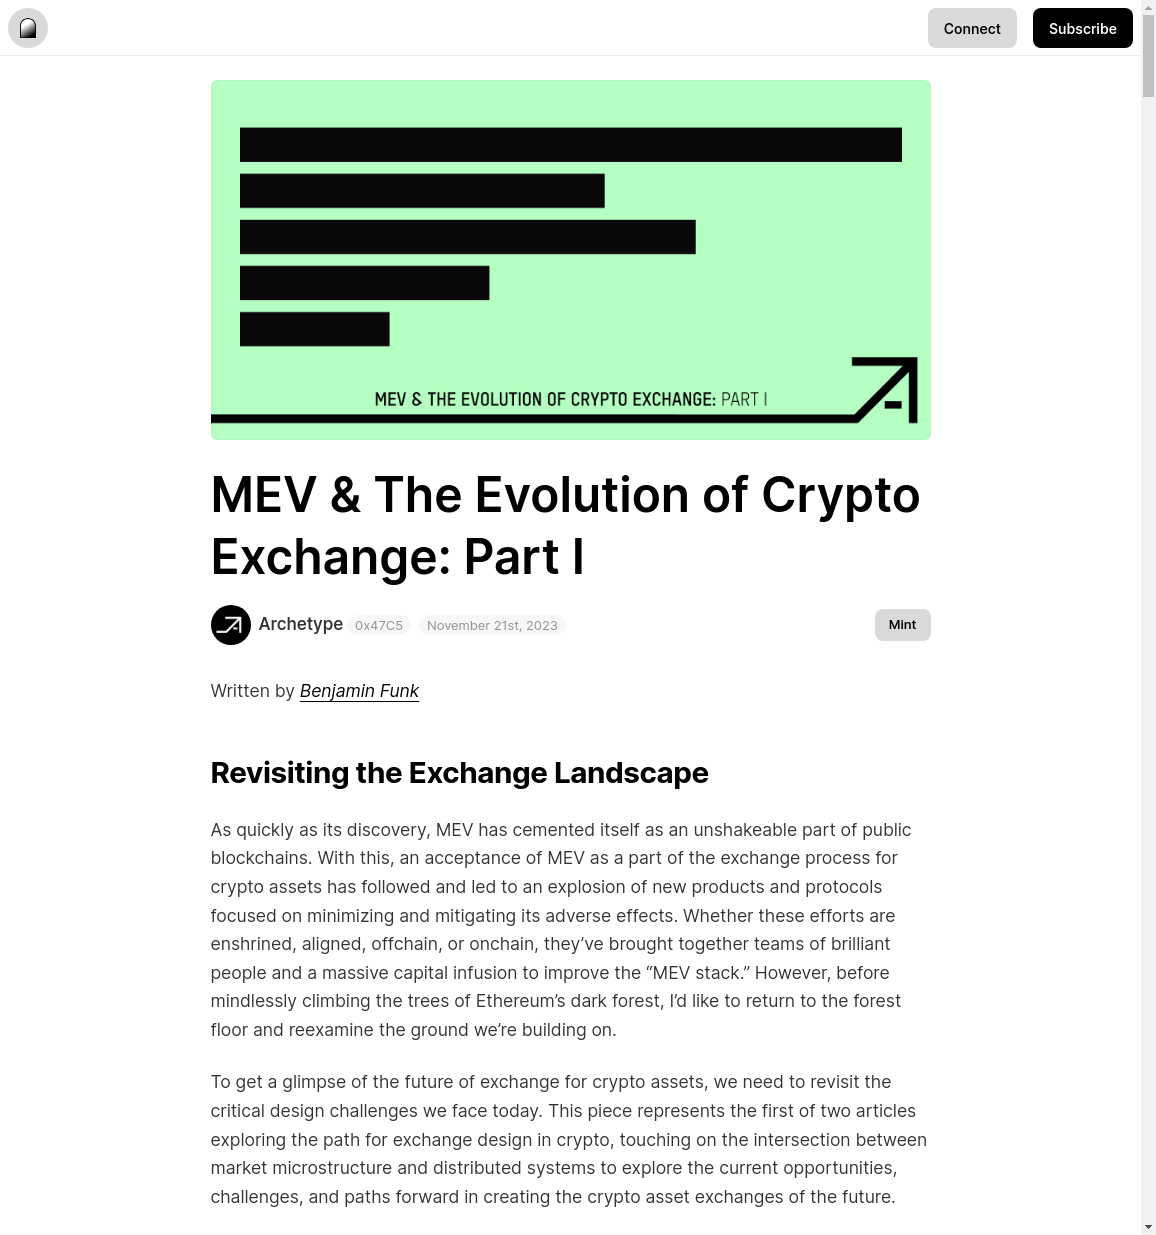 Connect
Subscribe
MEV & THE EVOLUTION OF CRYPTO EXCHANGE: PART I
MEV & The Evolution of Crypto
Exchange: Part I
Archetype 0x47C5 November 21st, 2023
Mint
Written by Benjamin Funk
Revisiting the Exchange Landscape
As quickly as its discovery, MEV has cemented itself as an unshakeable part of public
blockchains. With this, an acceptance of MEV as a part of the exchange process for
crypto assets has followed and led to an explosion of new products and protocols
focused on minimizing and mitigating its adverse effects. Whether these efforts are
enshrined, aligned, offchain, or onchain, they’ve brought together teams of brilliant
people and a massive capital infusion to improve the “MEV stack.” However, before
mindlessly climbing the trees of Ethereum’s dark forest, I’d like to return to the forest
floor and reexamine the ground we’re building on.
To get a glimpse of the future of exchange for crypto assets, we need to revisit the
critical design challenges we face today. This piece represents the first of two articles
exploring the path for exchange design in crypto, touching on the intersection between
market microstructure and distributed systems to explore the current opportunities,
challenges, and paths forward in creating the crypto asset exchanges of the future.